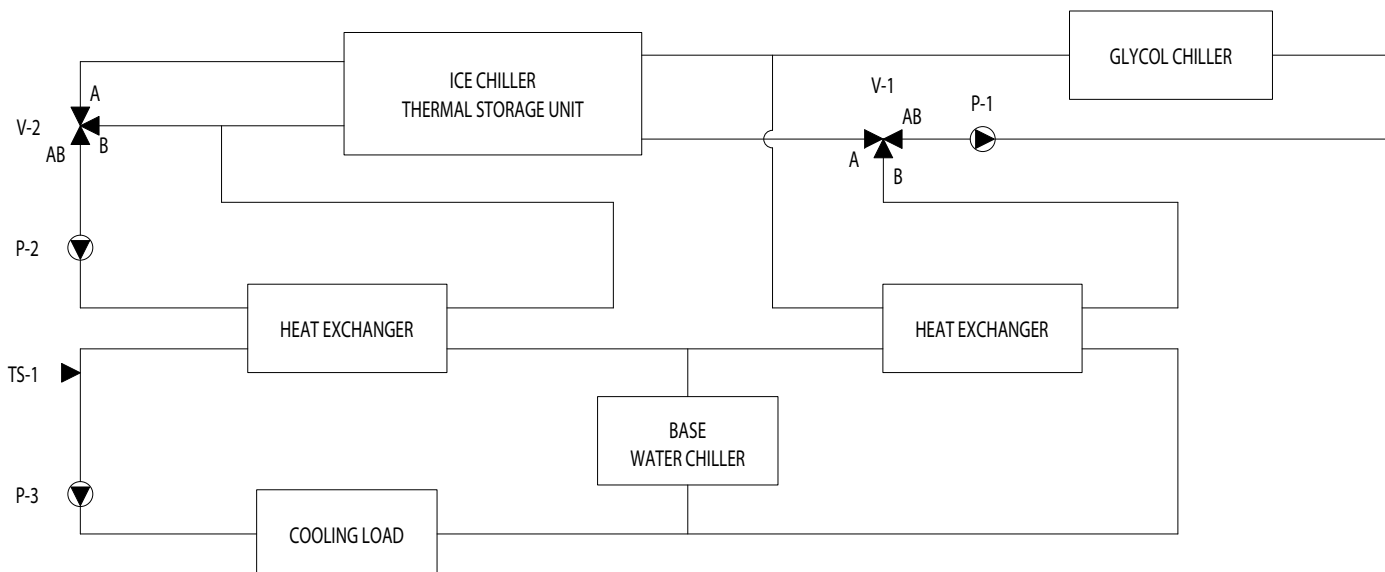 ICE CHILLER
THERMAL STORAGE UNIT
GLYCOL CHILLER
A
V-2
AB
B
V-1
AB
P-1
A
B
P-2
HEAT EXCHANGER
HEAT EXCHANGER
TS-1
BASE
WATER CHILLER
P-3
COOLING LOAD